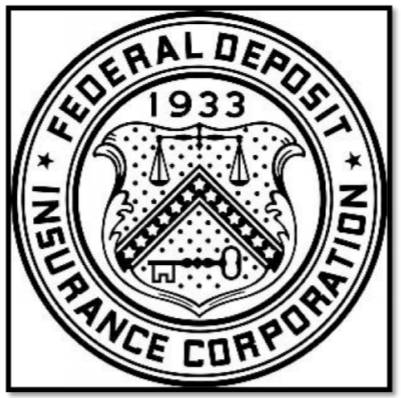 FEDERAL DEPOSIT
1933
INSURANCE CORPORATION